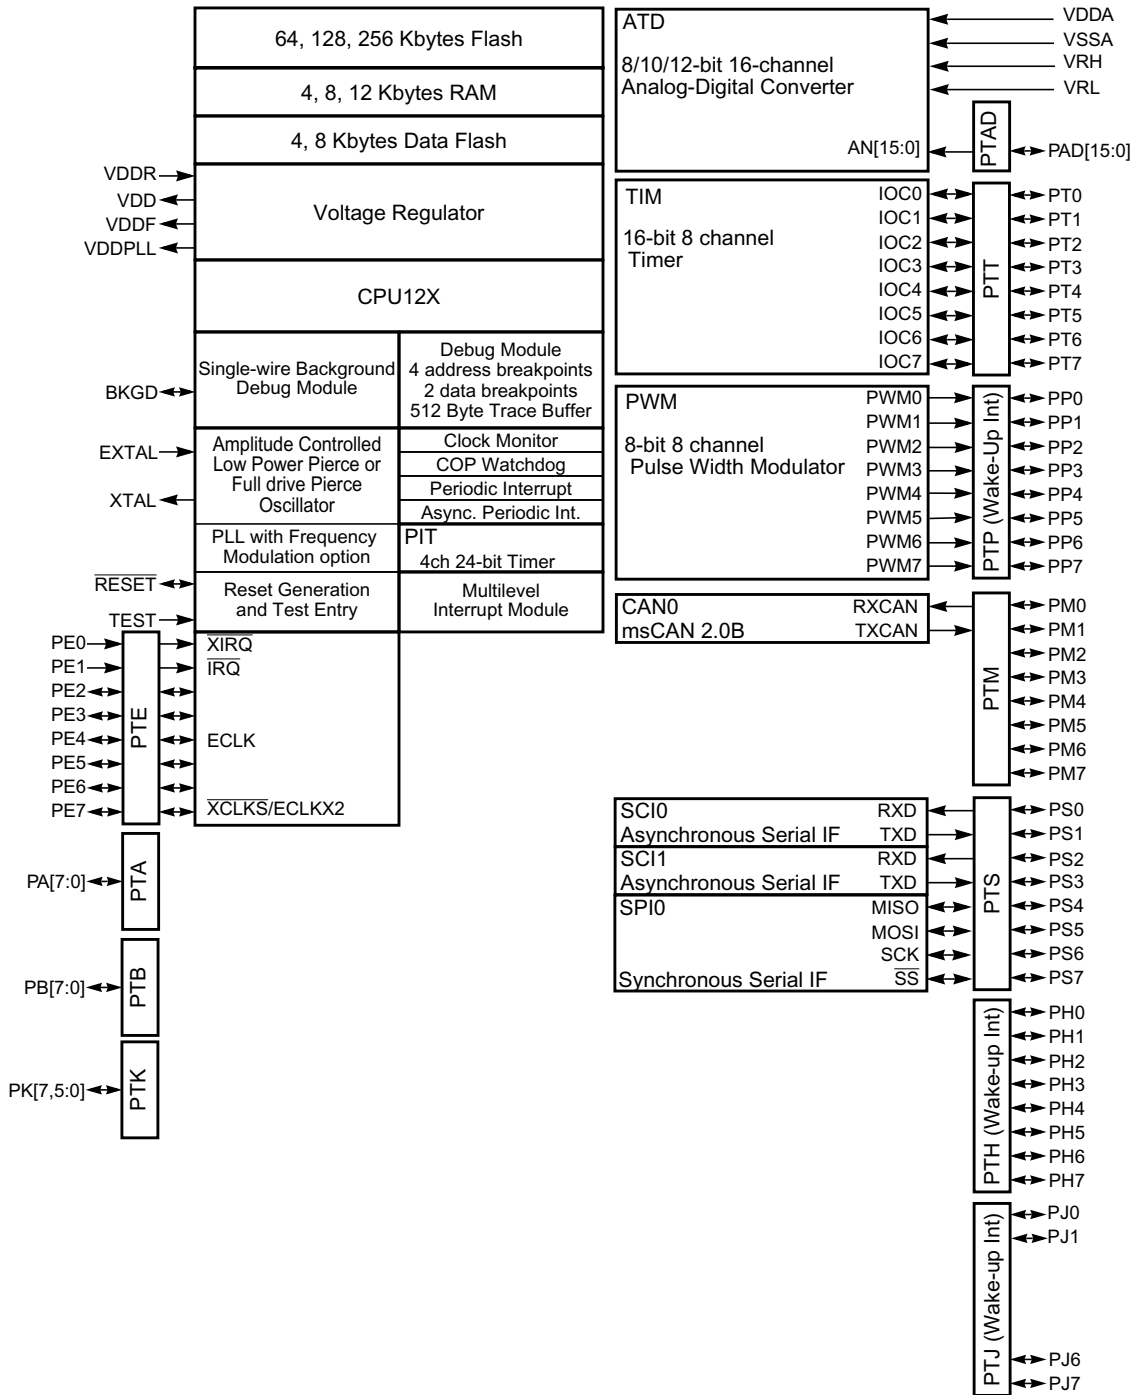 64, 128, 256 Kbytes Flash
4, 8, 12 Kbytes RAM
4, 8 Kbytes Data Flash
VDDR
VDD
VDDF
VDDPLL
Voltage Regulator
CPU12X
BKGD
Single-wire Background
Debug Module
Debug Module
4 address breakpoints
2 data breakpoints
512 Byte Trace Buffer
EXTAL
XTAL
Amplitude Controlled
Low Power Pierce or
Full drive Pierce
Oscillator
Clock Monitor
COP Watchdog
Periodic Interrupt
Async. Periodic Int.
PLL with Frequency
Modulation option
PIT
4ch 24-bit Timer
RESET
TEST
Reset Generation
and Test Entry
Multilevel
Interrupt Module
PE0
PE1
PE2
PE3
PE4
PE5
PE6
PE7
PTE
XIRQ
IRQ
ECLK
XCLKS/ECLKX2
PA[7:0]
PTA
PB[7:0]
PTB
PK[7,5:0]
PTK
ATD
8/10/12-bit 16-channel
Analog-Digital Converter
AN[15:0]
VDDA
VSSA
VRH
VRL
PTAD
PAD[15:0]
TIM
16-bit 8 channel
Timer
IOC0
IOC1
IOC2
IOC3
IOC4
IOC5
IOC6
IOC7
PTT
PT0
PT1
PT2
PT3
PT4
PT5
PT6
PT7
PWM
8-bit 8 channel
Pulse Width Modulator
PWM0
PWM1
PWM2
PWM3
PWM4
PWM5
PWM6
PWM7
PTP (Wake-Up Int)
PP0
PP1
PP2
PP3
PP4
PP5
PP6
PP7
CAN0
msCAN 2.0B
RXCAN
TXCAN
PTM
PM0
PM1
PM2
PM3
PM4
PM5
PM6
PM7
SCI0
Asynchronous Serial IF
RXD
TXD
SCI1
Asynchronous Serial IF
RXD
TXD
SPI0
Synchronous Serial IF
MISO
MOSI
SCK
SS
PTS
PS0
PS1
PS2
PS3
PS4
PS5
PS6
PS7
PTH (Wake-up Int)
PH0
PH1
PH2
PH3
PH4
PH5
PH6
PH7
PTJ (Wake-up Int)
PJ0
PJ1
PJ6
PJ7